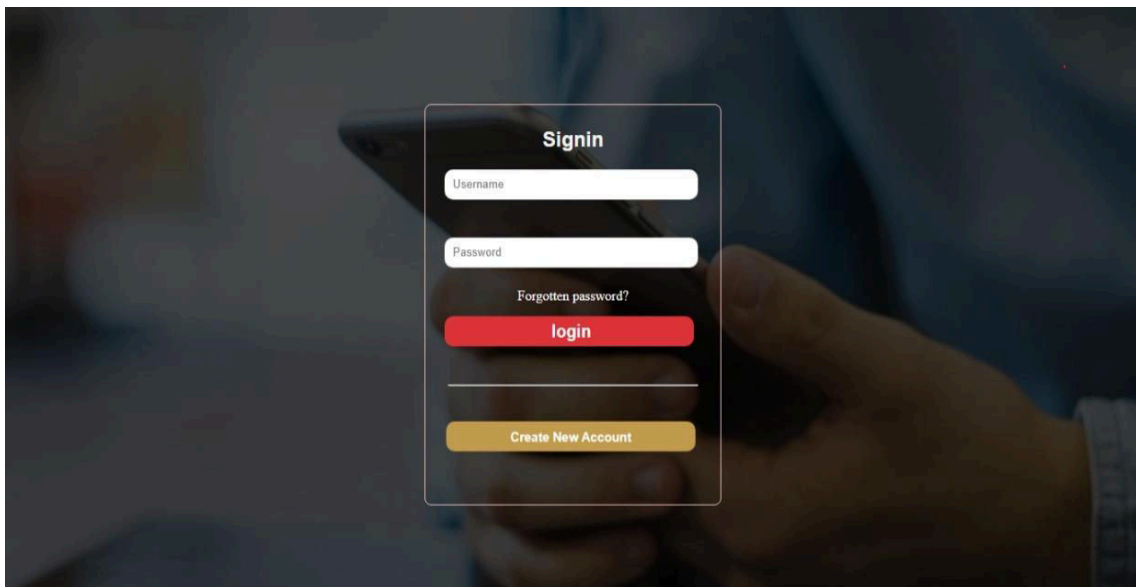 Signin
Username
Password
Forgotten password?
login
Create New Account